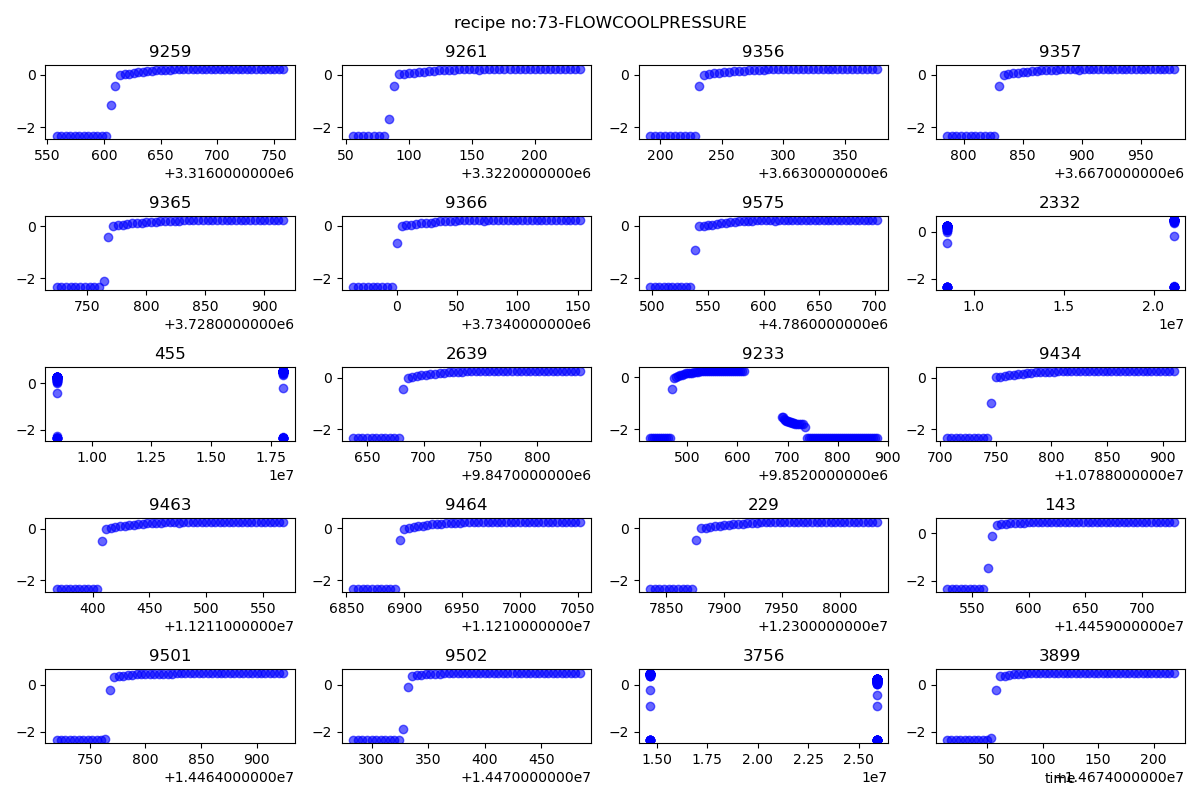 recipe no:73-FLOWCOOLPRESSURE
9259 9261 9356 9357
0 0 0 0
−2 −2 −2 −2
550 600 650 700 750 50 100 150 200 200 250 300 350 800 850 900 950
+3.3160000000e6 +3.3220000000e6 +3.6630000000e6 +3.6670000000e6
9365 9366 9575 2332
0 0 0 0
−2 −2 −2 −2
750 800 850 900 0 50 100 150 500 550 600 650 700 1.0 1.5 2.0
+3.7280000000e6 +3.7340000000e6 +4.7860000000e6 1e7
455 2639 9233 9434
0 0 0 0
−2 −2 −2 −2
1.00 1.25 1.50 1.75 650 700 750 800 500 600 700 800 900 700 750 800 850 900
1e7 +9.8470000000e6 +9.8520000000e6 +1.0788000000e7
9463 9464 229 143
0 0 0 0
−2 −2 −2 −2
400 450 500 550 6850 6900 6950 7000 7050 7850 7900 7950 8000 550 600 650 700
+1.1211000000e7 +1.1210000000e7 +1.2300000000e7 +1.4459000000e7
9501 9502 3756 3899
0 0 0 0
−2 −2 −2 −2
750 800 850 900 300 350 400 450 1.50 1.75 2.00 2.25 2.50 50 100 150 200
+1.4464000000e7 +1.4470000000e7 1e7 +1.4674000000e7
time